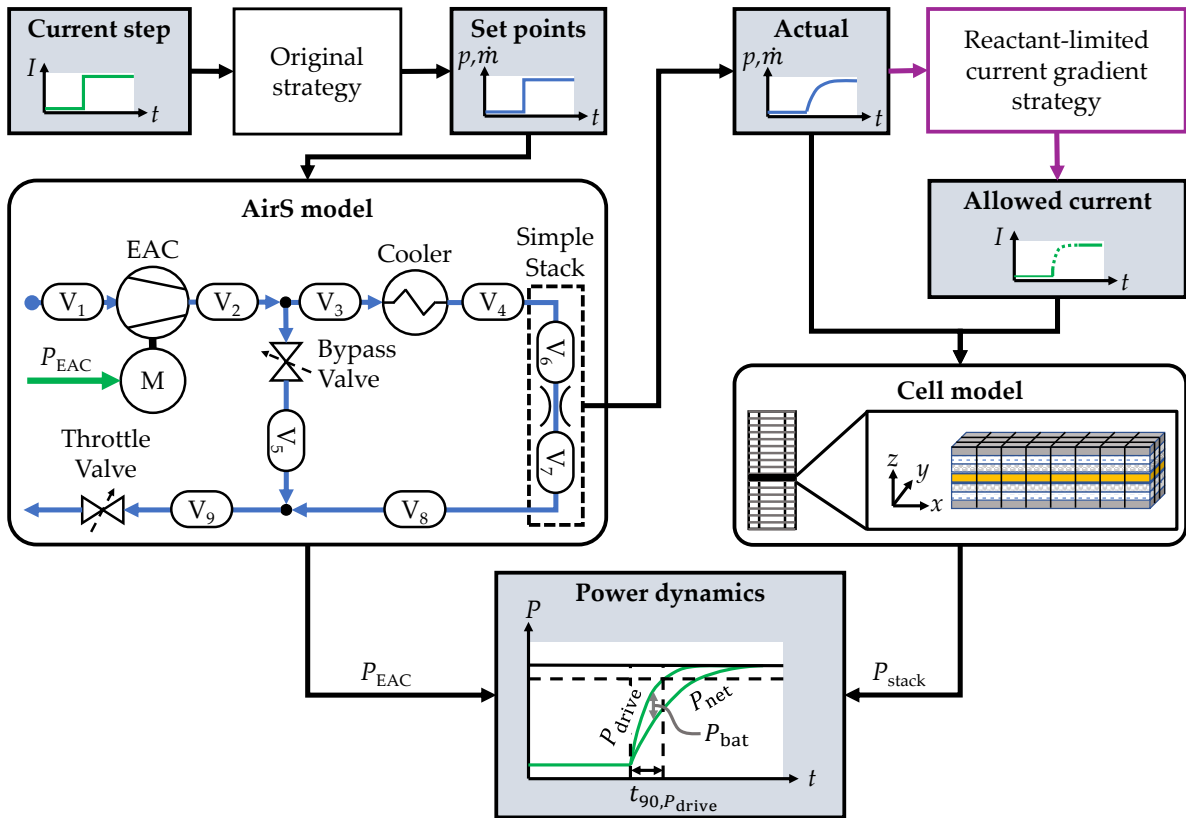 Current step
I
t
Original
strategy
Set points
p, ṁ
t
Actual
p, ṁ
t
Reactant-limited
current gradient
strategy
Allowed current
I
t
AirS model
EAC
Cooler
Simple
Stack
V₁
V₂
V₃
V₄
P_EAC
M
Bypass
Valve
V₆
V₅
V₇
Throttle
Valve
V₉
V₈
Cell model
z
y
x
Power dynamics
P
P_drive
P_net
P_bat
t
t_90,P_drive
P_EAC
P_stack